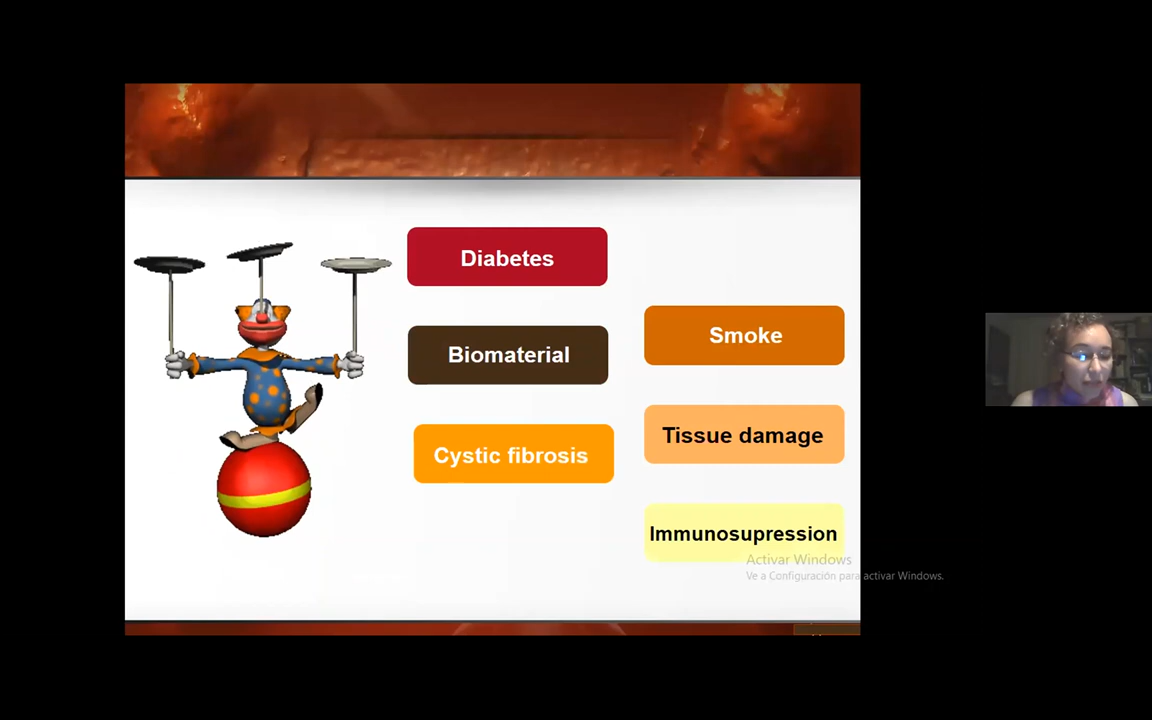 Diabetes
Biomaterial
Cystic fibrosis
Smoke
Tissue damage
Immunosupression
Activar Windows
Ve a Configuración para activar Windows.